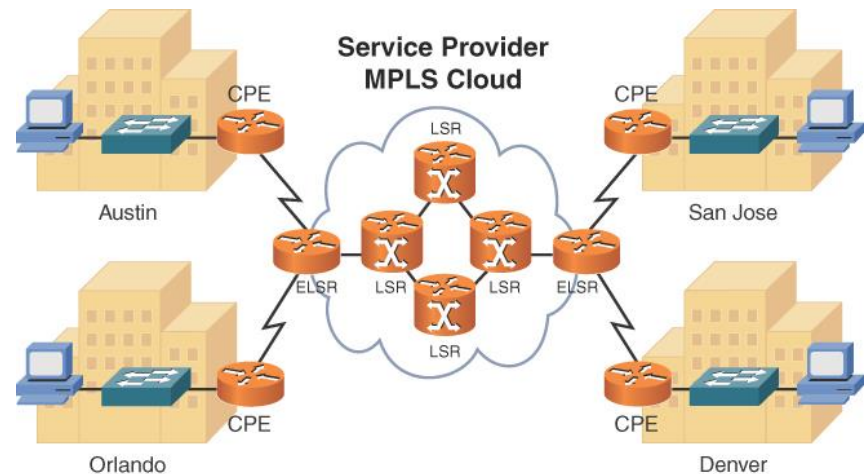 Service Provider
MPLS Cloud
CPE
CPE
LSR
Austin
San Jose
ELSR
LSR
LSR
ELSR
LSR
CPE
CPE
Orlando
Denver